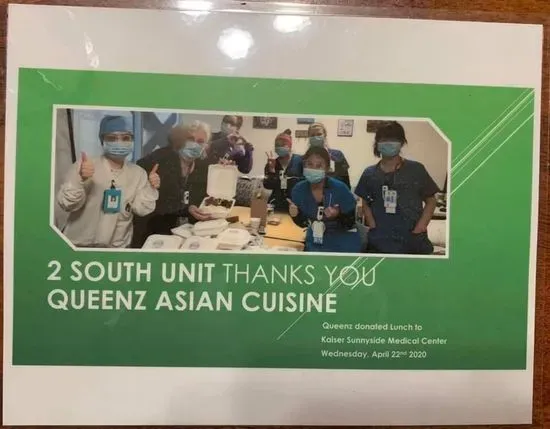 2 SOUTH UNIT THANKS YOU
QUEENZ ASIAN CUISINE
Queenz donated Lunch to
Kaiser Sunnyside Medical Center
Wednesday, April 22nd 2020